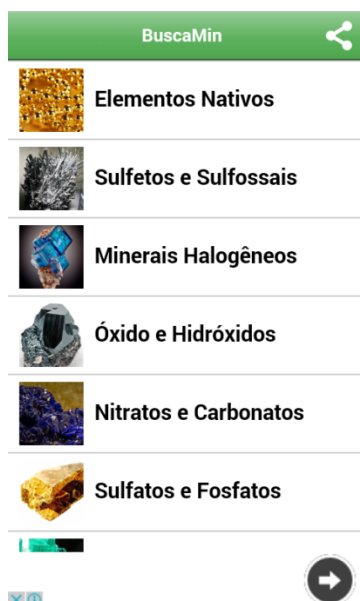 BuscaMin
Elementos Nativos
Sulfetos e Sulfossais
Minerais Halogêneos
Óxido e Hidróxidos
Nitratos e Carbonatos
Sulfatos e Fosfatos